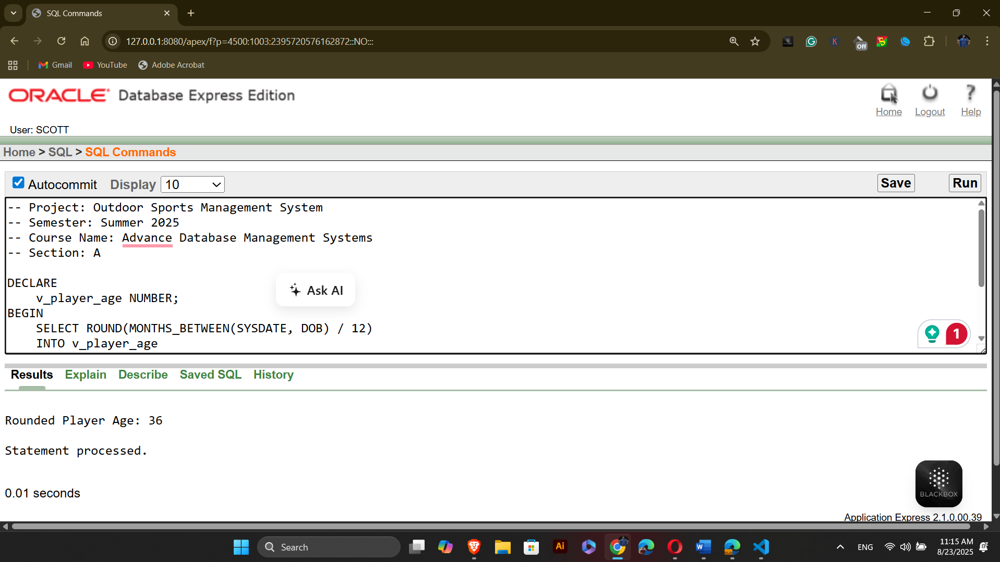 SQL Commands
127.0.0.1:8080/apex/f?p=4500:1003:2395720576162872::NO:::
K
Off
S
Gmail
YouTube
Adobe Acrobat
ORACLE Database Express Edition
Home
Logout
Help
User: SCOTT
Home > SQL > SQL Commands
Autocommit
Display
10
Save
Run
-- Project: Outdoor Sports Management System
-- Semester: Summer 2025
-- Course Name: Advance Database Management Systems
-- Section: A
DECLARE
v_player_age NUMBER;
BEGIN
SELECT ROUND(MONTHS_BETWEEN(SYSDATE, DOB) / 12)
INTO v_player_age
Ask AI
1
Results
Explain
Describe
Saved SQL
History
Rounded Player Age: 36
Statement processed.
0.01 seconds
BLACKBOX
Application Express 2.1.0.00.39
Search
Ai
W
ENG
11:15 AM
8/23/2025